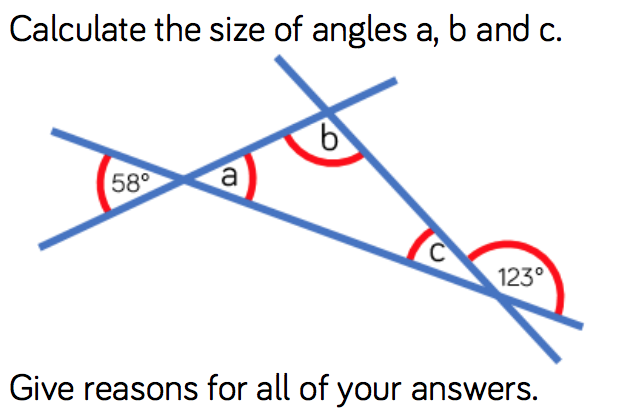 Calculate the size of angles a, b and c.
b
58° a
c
123°
Give reasons for all of your answers.